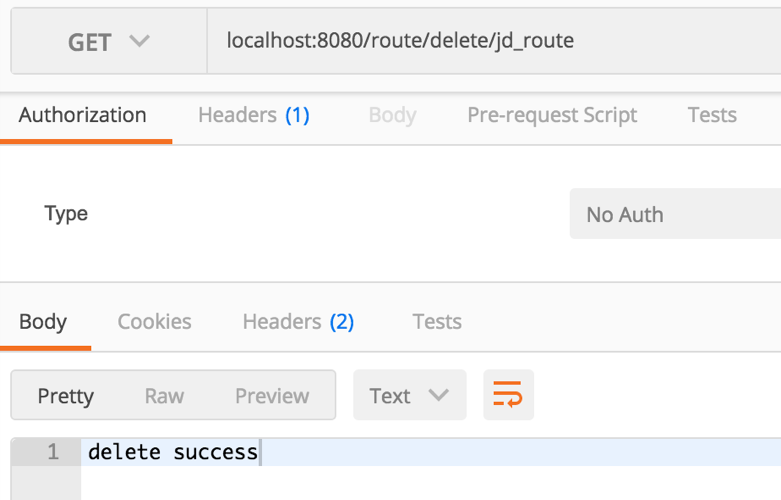 GET localhost:8080/route/delete/jd_route
Authorization Headers (1) Body Pre-request Script Tests
Type No Auth
Body Cookies Headers (2) Tests
Pretty Raw Preview Text
1 delete success